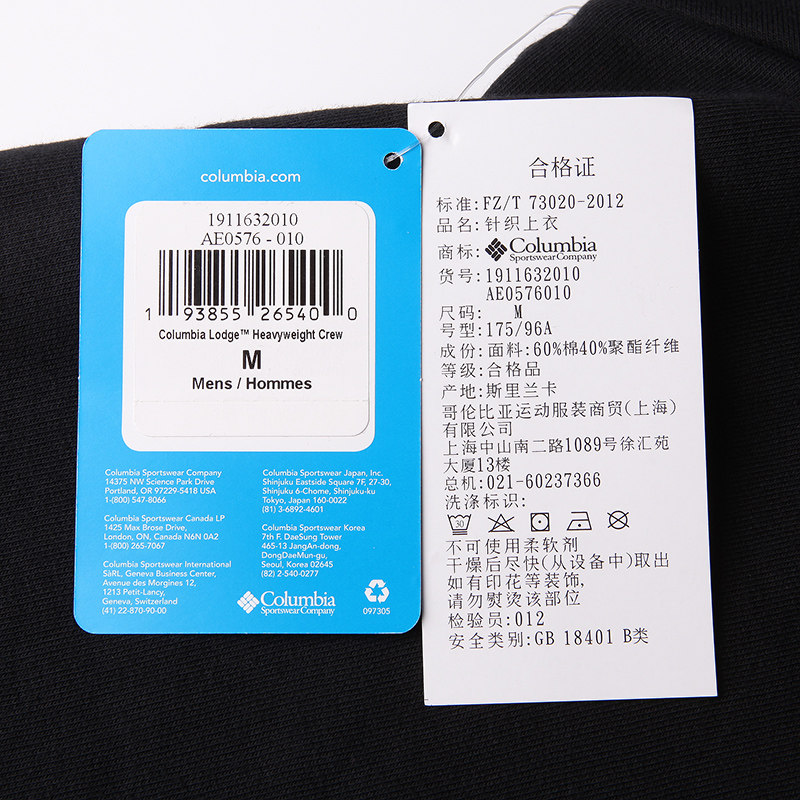 columbia.com
1911632010
AE0576 - 010
1 93855 26540 0
Columbia Lodge™ Heavyweight Crew
M
Mens / Hommes
Columbia Sportswear Company
14375 NW Science Park Drive
Portland, OR 97229-5418 USA
1-(800) 547-8066
Columbia Sportswear Canada LP
1425 Max Brose Drive,
London, ON, Canada N6N 0A2
1-(800) 265-7067
Columbia Sportswear International
SàRL, Geneva Business Center,
Avenue des Morgines 12,
1213 Petit-Lancy,
Geneva, Switzerland
(41) 22-870-90-00
Columbia Sportswear Japan, Inc.
Shinjuku Eastside Square 7F, 27-30,
Shinjuku 6-Chome, Shinjuku-ku
Tokyo, Japan 160-0022
(81) 3-6892-4601
Columbia Sportswear Korea
7th F. DaeSung Tower
465-13 JangAn-dong,
DongDaeMun-gu,
Seoul, Korea 02645
(82) 2-540-0277
Columbia
Sportswear Company
097305
合格证
标准:FZ/T 73020-2012
品名:针织上衣
商标:Columbia
Sportswear Company
货号:1911632010
AE0576010
尺码: M
号型:175/96A
成份:面料:60%棉40%聚酯纤维
等级:合格品
产地:斯里兰卡
哥伦比亚运动服装商贸(上海)
有限公司
上海中山南二路1089号徐汇苑
大厦13楼
总机:021-60237366
洗涤标识:
30
不可使用柔软剂
干燥后尽快(从设备中)取出
如有印花等装饰,
请勿熨烫该部位
检验员:012
安全类别:GB 18401 B类